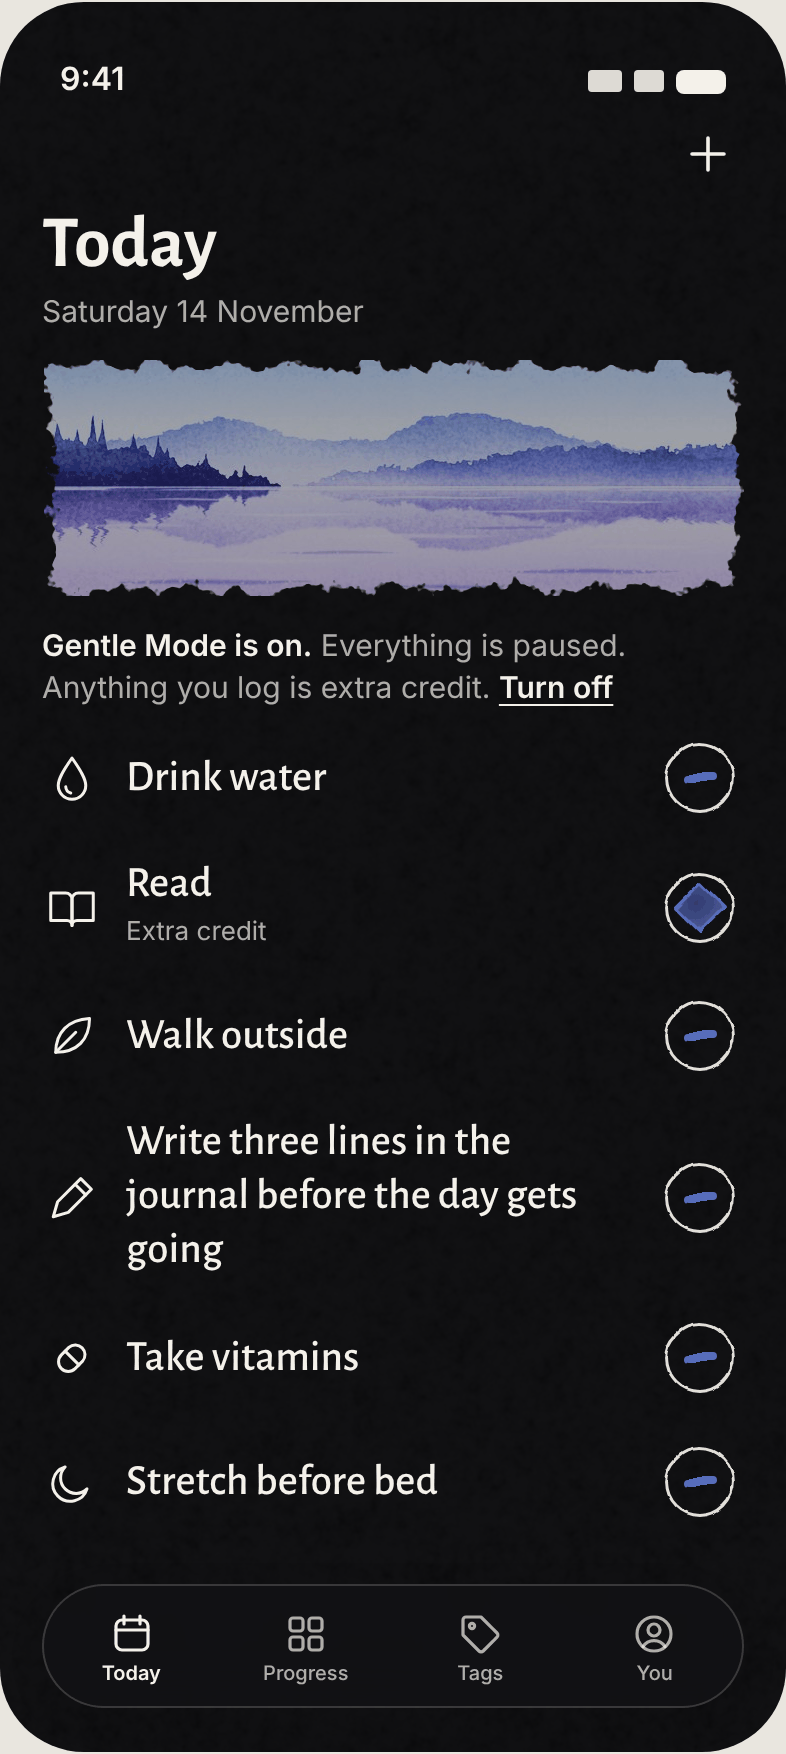 9:41
Today
Saturday 14 November
Gentle Mode is on. Everything is paused.
Anything you log is extra credit. Turn off
Drink water
Read
Extra credit
Walk outside
Write three lines in the
journal before the day gets
going
Take vitamins
Stretch before bed
Today
Progress
Tags
You